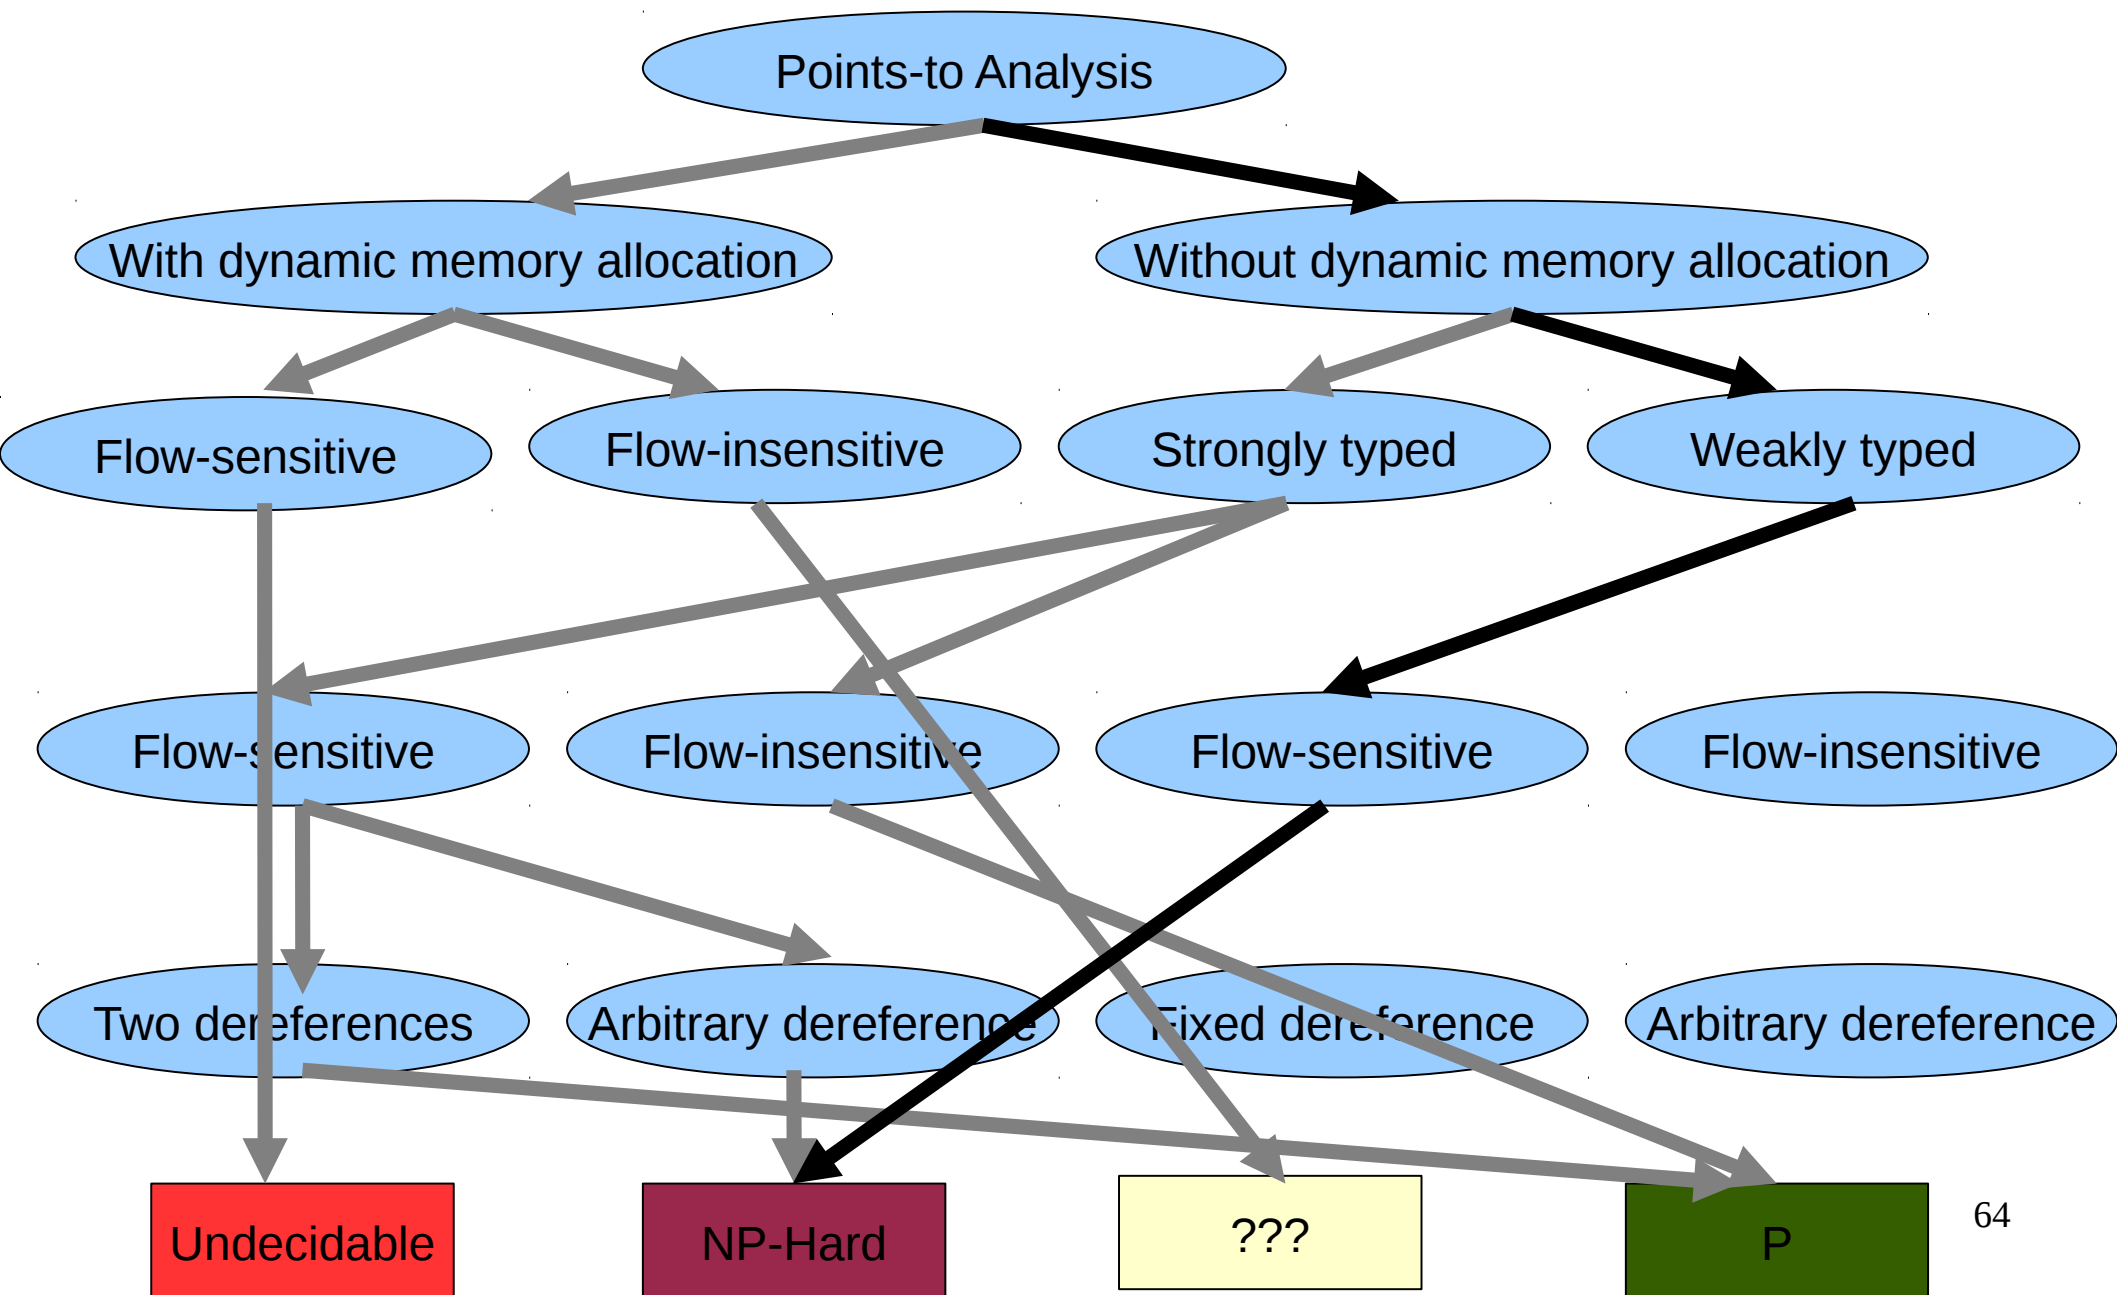 Points-to Analysis
With dynamic memory allocation
Without dynamic memory allocation
Flow-sensitive
Flow-insensitive
Strongly typed
Weakly typed
Flow-sensitive
Flow-insensitive
Flow-sensitive
Flow-insensitive
Two dereferences
Arbitrary dereference
Fixed dereference
Arbitrary dereference
Undecidable
NP-Hard
???
P
64